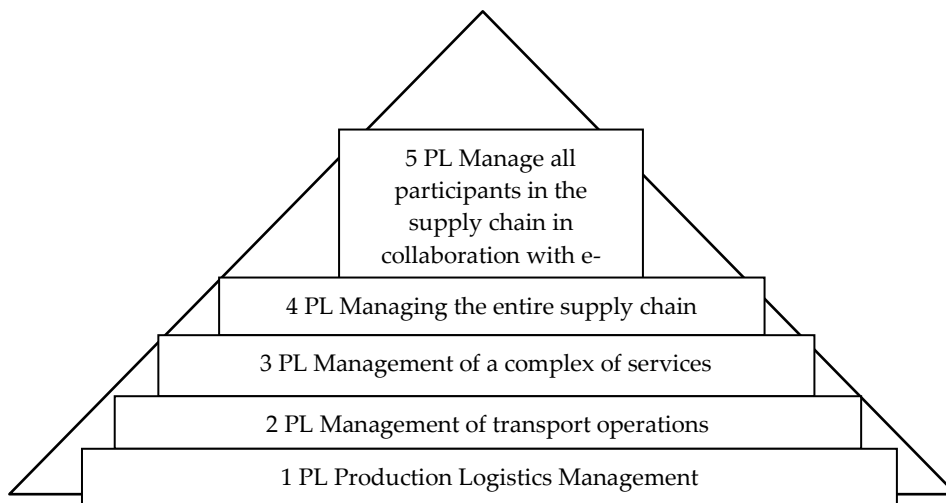 5 PL Manage all
participants in the
supply chain in
collaboration with e-
4 PL Managing the entire supply chain
3 PL Management of a complex of services
2 PL Management of transport operations
1 PL Production Logistics Management